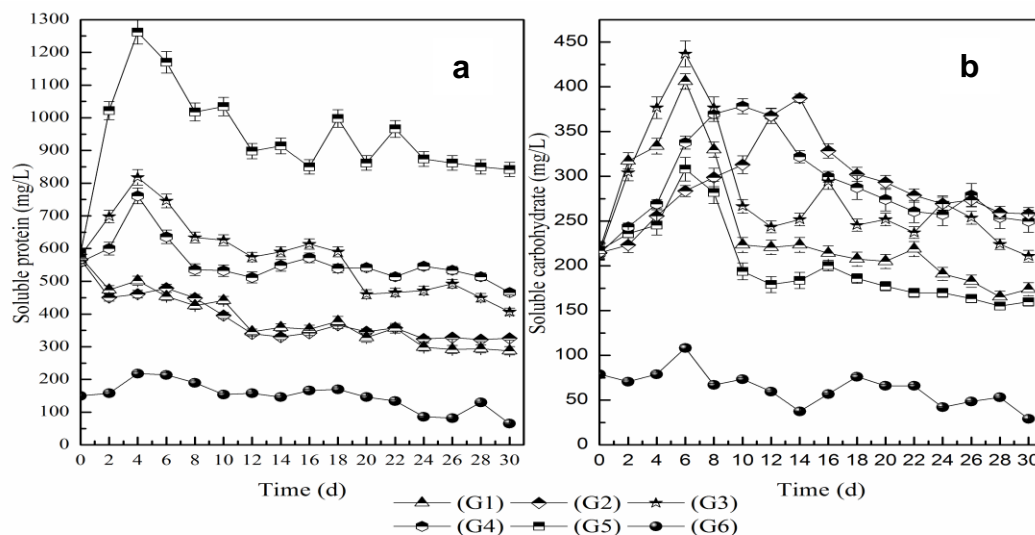 a
b
Soluble protein (mg/L)
1300
1200
1100
1000
900
800
700
600
500
400
300
200
100
0
0 2 4 6 8 10 12 14 16 18 20 22 24 26 28 30
Time (d)
Soluble carbohydrate (mg/L)
450
400
350
300
250
200
150
100
50
0
0 2 4 6 8 10 12 14 16 18 20 22 24 26 28 30
Time (d)
(G1) (G2) (G3)
(G4) (G5) (G6)